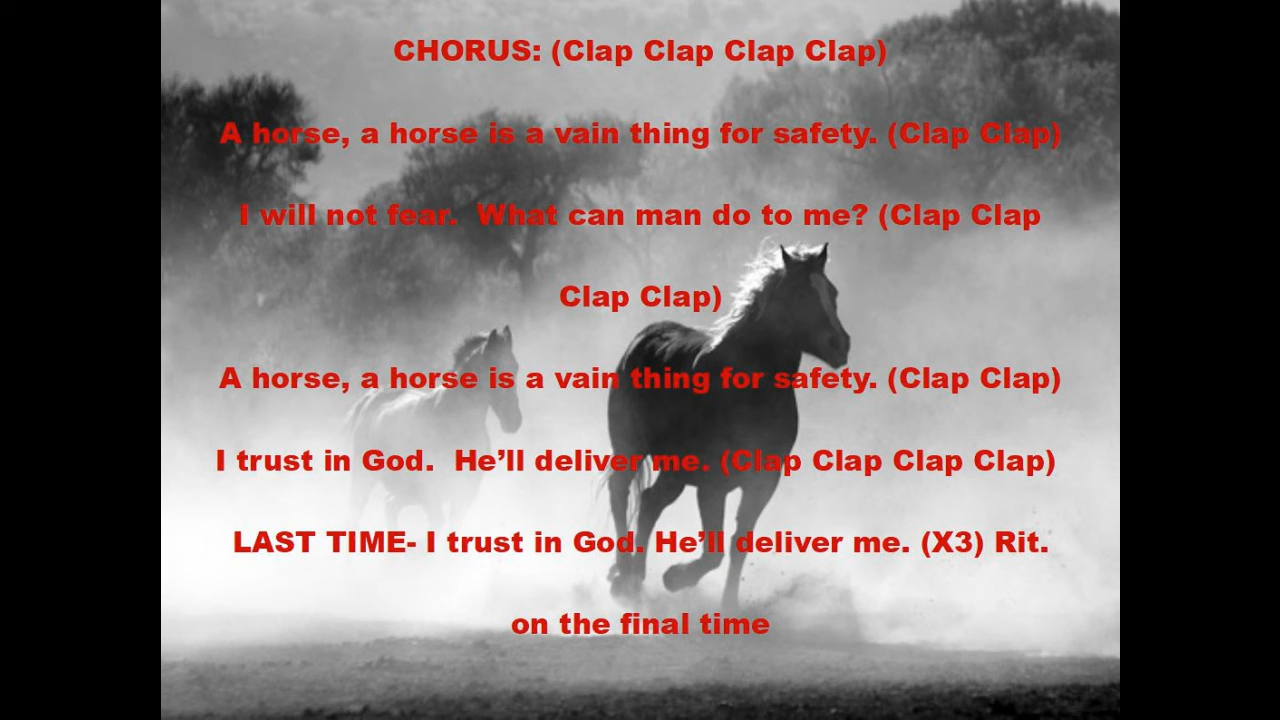 CHORUS: (Clap Clap Clap Clap)
A horse, a horse is a vain thing for safety. (Clap Clap)
I will not fear.  What can man do to me? (Clap Clap
Clap Clap)
A horse, a horse is a vain thing for safety. (Clap Clap)
I trust in God.  He’ll deliver me. (Clap Clap Clap Clap)
LAST TIME- I trust in God. He’ll deliver me. (X3) Rit.
on the final time